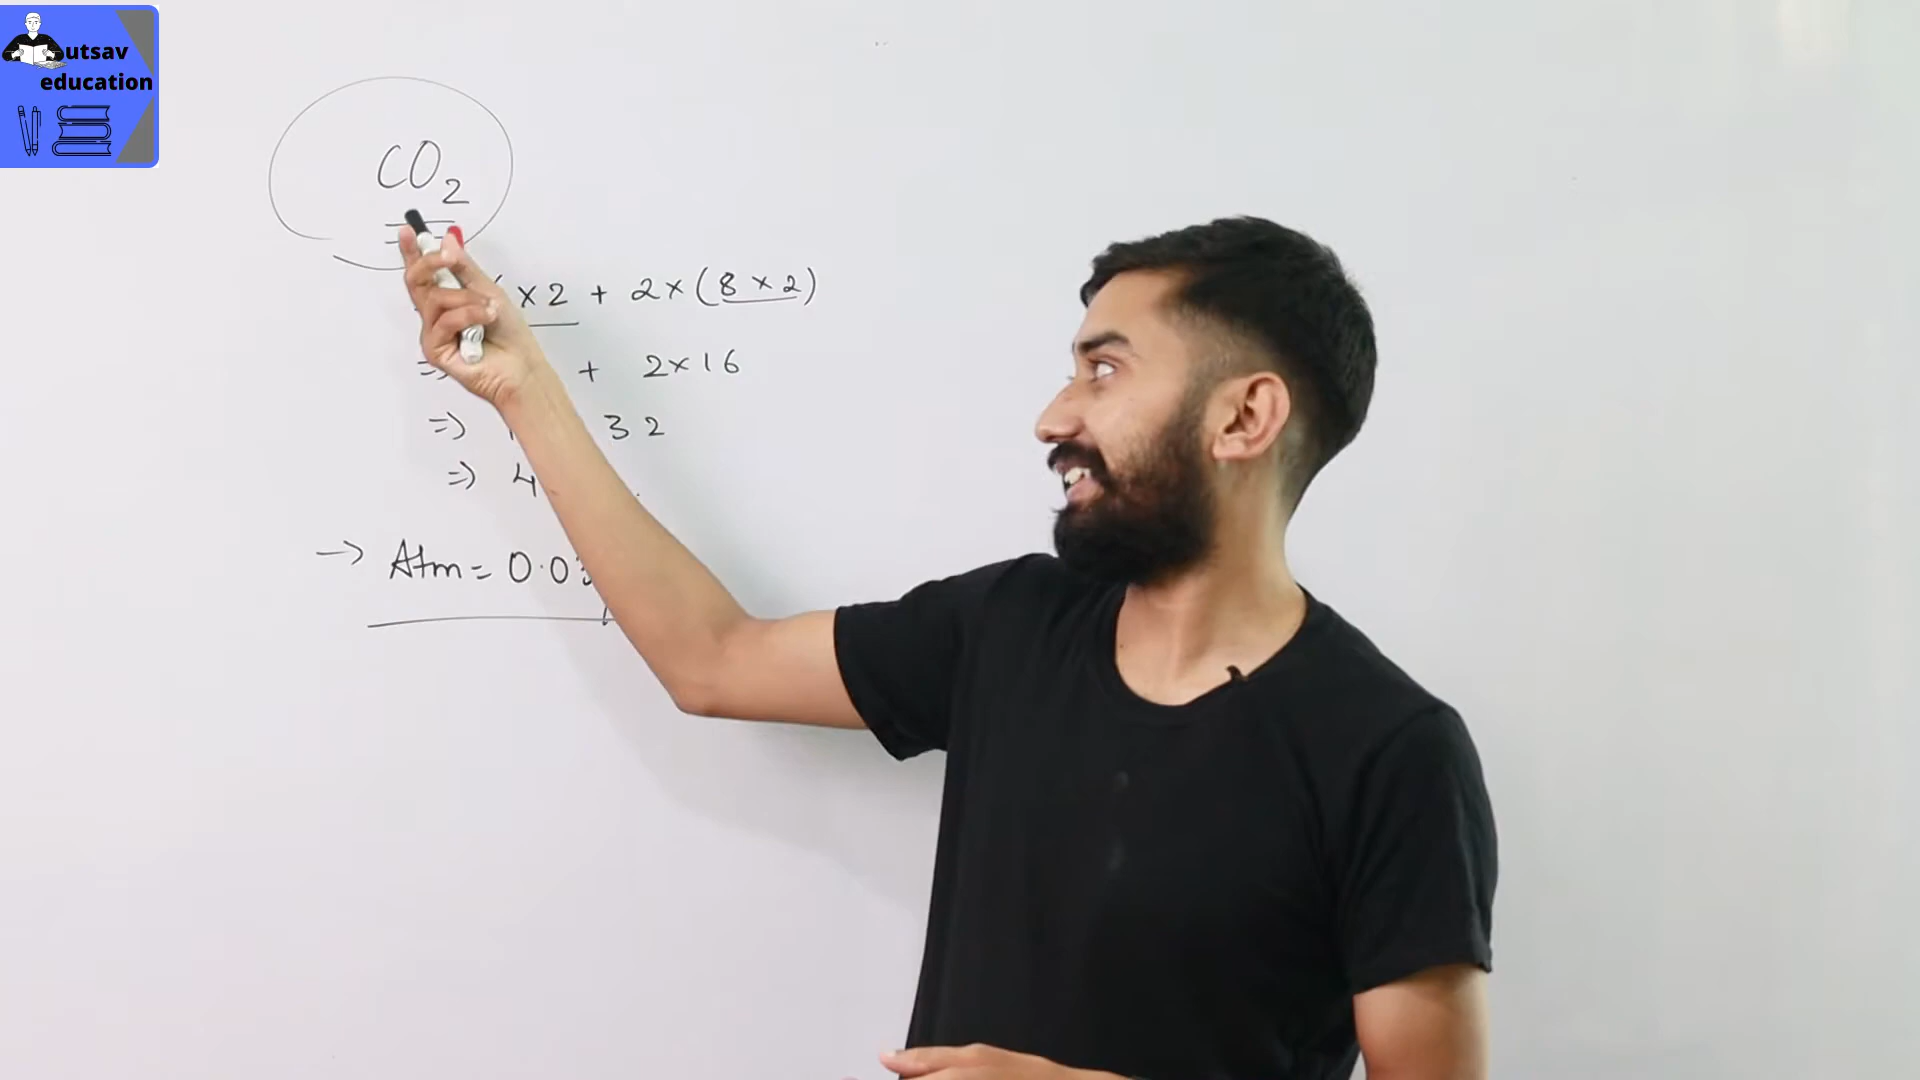 utsav
education
CO2
×2 + 2×(8×2)
=> + 2×16
=> 32
=> 4
→ Atm = 0.03